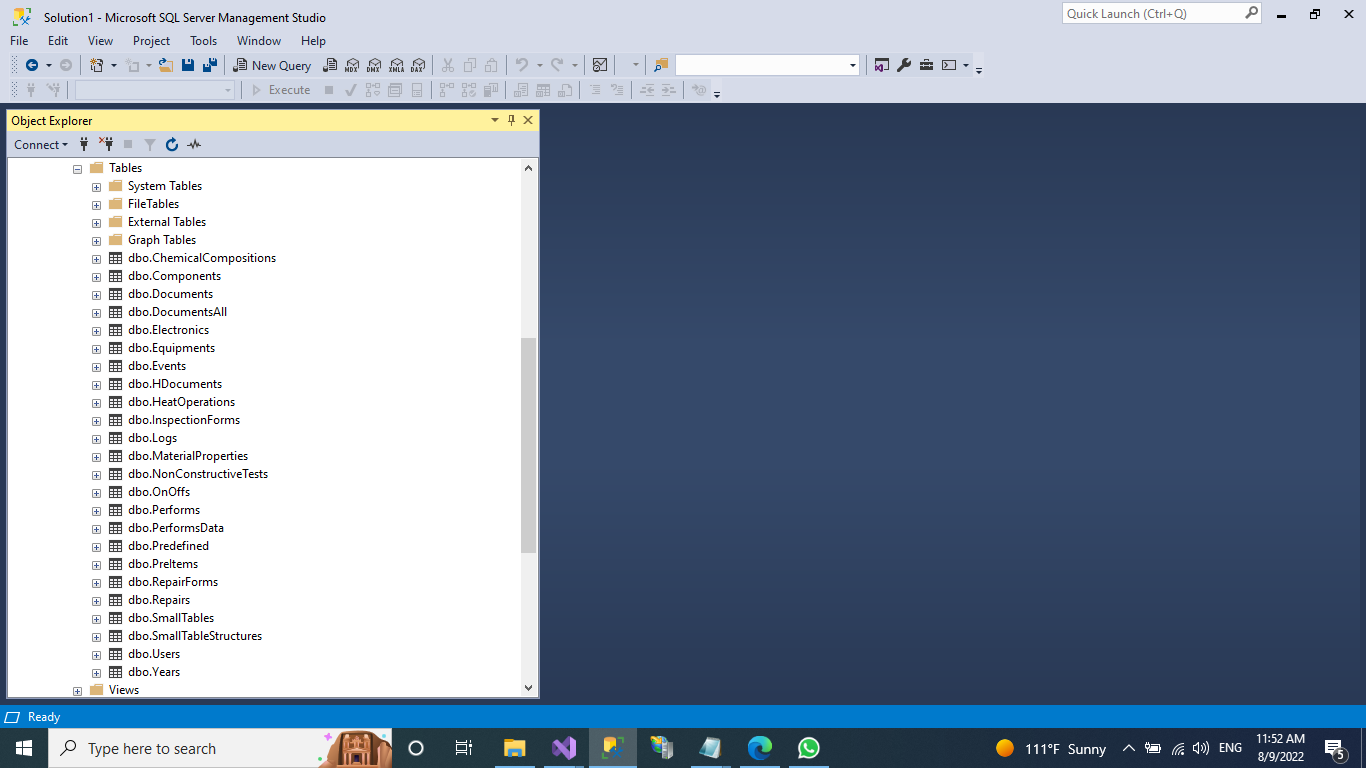 Solution1 - Microsoft SQL Server Management Studio
Quick Launch (Ctrl+Q)
File Edit View Project Tools Window Help
New Query MDX DMX XMLA DAX
Execute
Object Explorer
Connect
Tables
System Tables
FileTables
External Tables
Graph Tables
dbo.ChemicalCompositions
dbo.Components
dbo.Documents
dbo.DocumentsAll
dbo.Electronics
dbo.Equipments
dbo.Events
dbo.HDocuments
dbo.HeatOperations
dbo.InspectionForms
dbo.Logs
dbo.MaterialProperties
dbo.NonConstructiveTests
dbo.OnOffs
dbo.Performs
dbo.PerformsData
dbo.Predefined
dbo.PreItems
dbo.RepairForms
dbo.Repairs
dbo.SmallTables
dbo.SmallTableStructures
dbo.Users
dbo.Years
Views
Ready
Type here to search
111°F Sunny
ENG
11:52 AM
8/9/2022
5